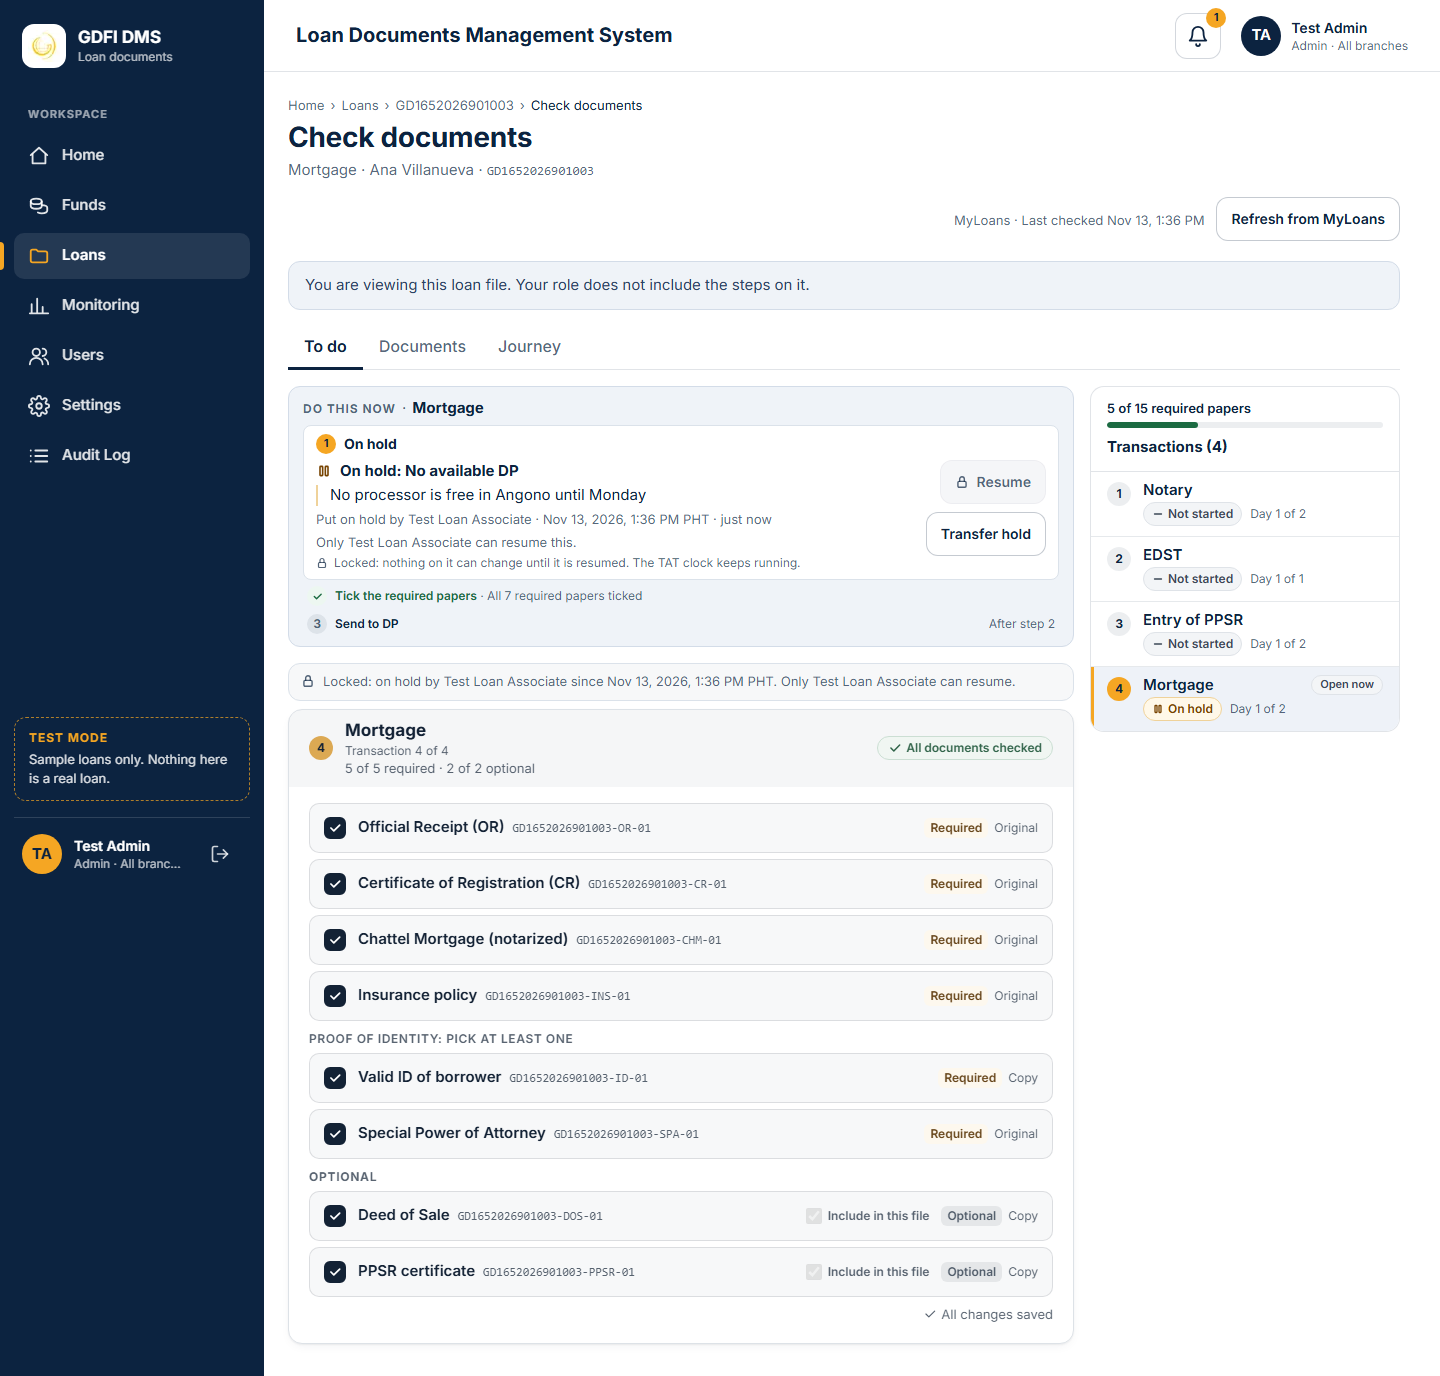 GDFI DMS
Loan documents
WORKSPACE
Home
Funds
Loans
Monitoring
Users
Settings
Audit Log
TEST MODE
Sample loans only. Nothing here
is a real loan.
TA
Test Admin
Admin · All branc...
Loan Documents Management System
1
TA
Test Admin
Admin · All branches
Home › Loans › GD1652026901003 › Check documents
Check documents
Mortgage · Ana Villanueva · GD1652026901003
MyLoans · Last checked Nov 13, 1:36 PM
Refresh from MyLoans
You are viewing this loan file. Your role does not include the steps on it.
To do
Documents
Journey
DO THIS NOW · Mortgage
1 On hold
On hold: No available DP
No processor is free in Angono until Monday
Put on hold by Test Loan Associate · Nov 13, 2026, 1:36 PM PHT · just now
Only Test Loan Associate can resume this.
Locked: nothing on it can change until it is resumed. The TAT clock keeps running.
Resume
Transfer hold
Tick the required papers · All 7 required papers ticked
3 Send to DP
After step 2
Locked: on hold by Test Loan Associate since Nov 13, 2026, 1:36 PM PHT. Only Test Loan Associate can resume.
4
Mortgage
Transaction 4 of 4
5 of 5 required · 2 of 2 optional
All documents checked
Official Receipt (OR) GD1652026901003-OR-01 Required Original
Certificate of Registration (CR) GD1652026901003-CR-01 Required Original
Chattel Mortgage (notarized) GD1652026901003-CHM-01 Required Original
Insurance policy GD1652026901003-INS-01 Required Original
PROOF OF IDENTITY: PICK AT LEAST ONE
Valid ID of borrower GD1652026901003-ID-01 Required Copy
Special Power of Attorney GD1652026901003-SPA-01 Required Original
OPTIONAL
Deed of Sale GD1652026901003-DOS-01 Include in this file Optional Copy
PPSR certificate GD1652026901003-PPSR-01 Include in this file Optional Copy
All changes saved
5 of 15 required papers
Transactions (4)
1 Notary
Not started Day 1 of 2
2 EDST
Not started Day 1 of 1
3 Entry of PPSR
Not started Day 1 of 2
4 Mortgage Open now
On hold Day 1 of 2